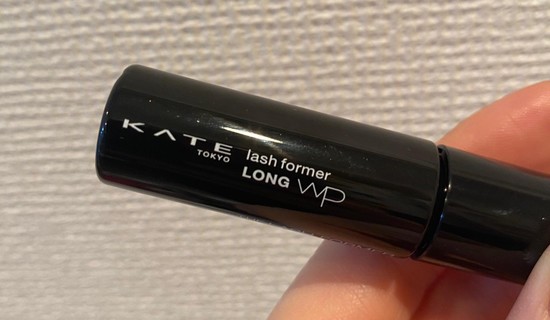 KATE
TOKYO
lash former
LONG WP